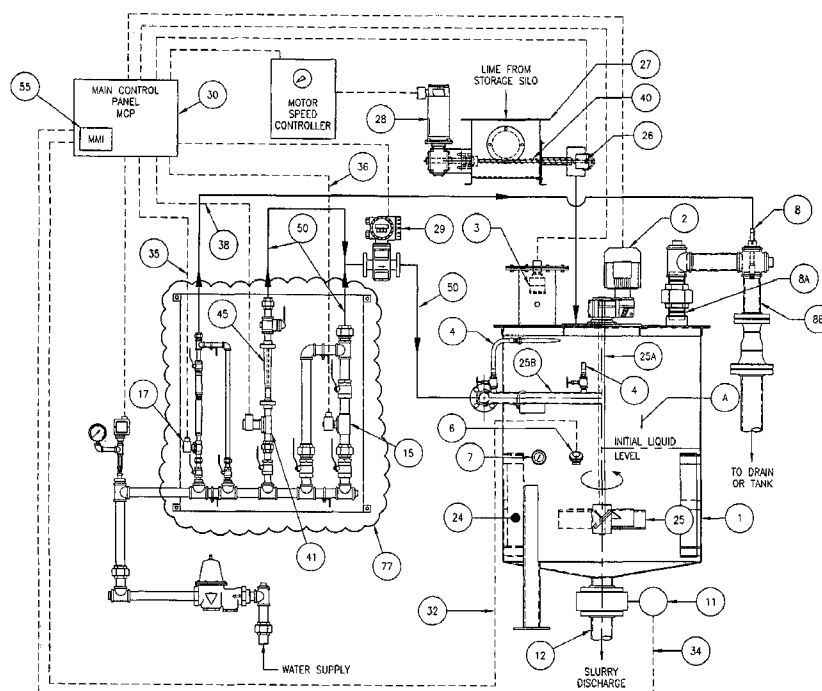 55
MAIN CONTROL
PANEL
MCP
MMI
30
MOTOR
SPEED
CONTROLLER
28
LIME FROM
STORAGE SILO
27
40
26
36
35
38
50
29
3
2
8
8A
8B
50
4
45
25B
25A
4
A
17
15
6
7
INITIAL LIQUID
LEVEL
TO DRAIN
OR TANK
24
25
1
41
77
32
11
12
34
WATER SUPPLY
SLURRY
DISCHARGE